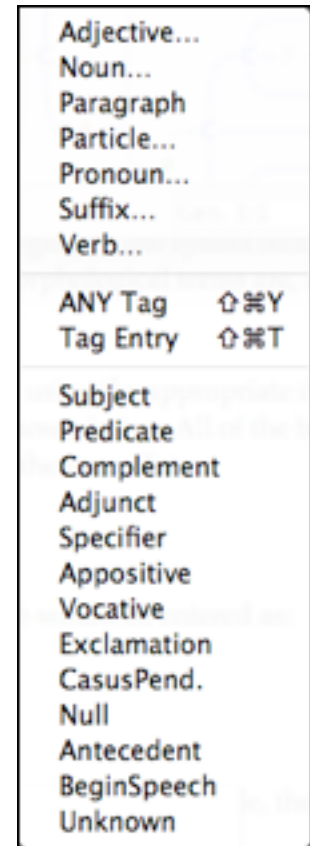 Adjective...
Noun...
Paragraph
Particle...
Pronoun...
Suffix...
Verb...
ANY Tag ⇧⌘Y
Tag Entry ⇧⌘T
Subject
Predicate
Complement
Adjunct
Specifier
Appositive
Vocative
Exclamation
CasusPend.
Null
Antecedent
BeginSpeech
Unknown